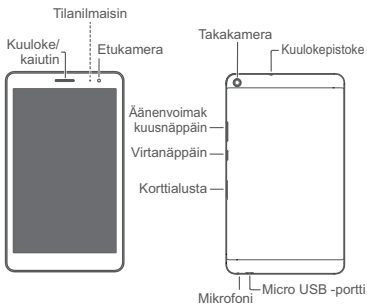 Tilanilmaisin
Kuuloke/
kaiutin
Etukamera
Takakamera
Kuulokepistoke
Äänenvoimak
kuusnäppäin
Virtanäppäin
Korttialusta
Mikrofoni
Micro USB -portti